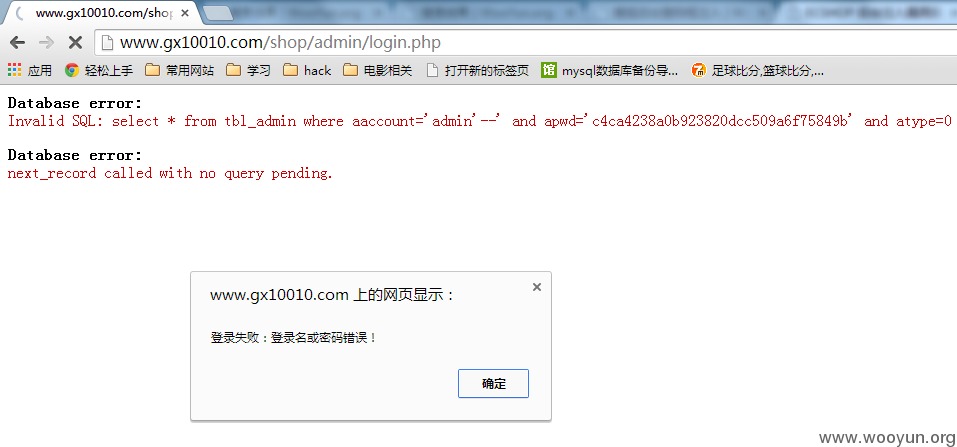 www.gx10010.com/shop
www.gx10010.com/shop/admin/login.php
应用 轻松上手 常用网站 学习 hack 电影相关 打开新的标签页 馆 mysql数据库备份导... 足球比分,篮球比分,...
Database error:
Invalid SQL: select * from tbl_admin where aaccount='admin'--' and apwd='c4ca4238a0b923820dcc509a6f75849b' and atype=0
Database error:
next_record called with no query pending.
www.gx10010.com 上的网页显示：
登录失败：登录名或密码错误！
确定
www.wooyun.org